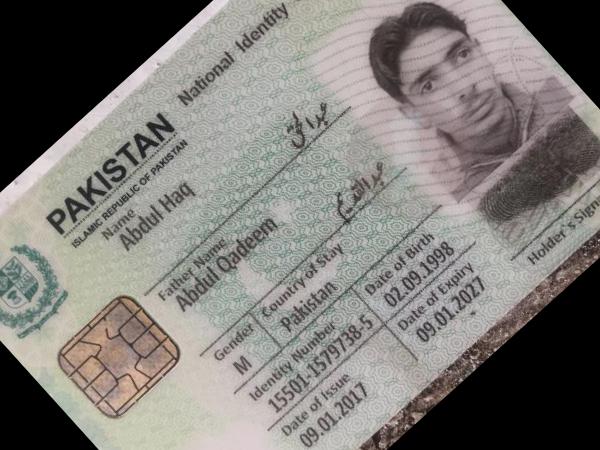 PAKISTAN National Identity
ISLAMIC REPUBLIC OF PAKISTAN
Name
Abdul Haq
عبدالحق
Father Name
Abdul Qadeem
عبدالقدیم
Gender Country of Stay
M Pakistan
Identity Number Date of Birth
15501-1579738-5 02.09.1998
Date of Issue Date of Expiry
09.01.2017 09.01.2027
Holder's